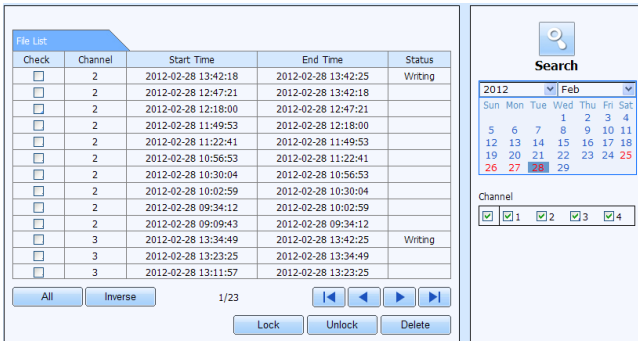 File List
Check Channel Start Time End Time Status
2 2012-02-28 13:42:18 2012-02-28 13:42:25 Writing
2 2012-02-28 12:47:21 2012-02-28 13:42:18
2 2012-02-28 12:18:00 2012-02-28 12:47:21
2 2012-02-28 11:49:53 2012-02-28 12:18:00
2 2012-02-28 11:22:41 2012-02-28 11:49:53
2 2012-02-28 10:56:53 2012-02-28 11:22:41
2 2012-02-28 10:30:04 2012-02-28 10:56:53
2 2012-02-28 10:02:59 2012-02-28 10:30:04
2 2012-02-28 09:34:12 2012-02-28 10:02:59
2 2012-02-28 09:09:43 2012-02-28 09:34:12
3 2012-02-28 13:34:49 2012-02-28 13:42:25 Writing
3 2012-02-28 13:23:25 2012-02-28 13:34:49
3 2012-02-28 13:11:57 2012-02-28 13:23:25
All Inverse 1/23
Lock Unlock Delete
Search
2012 Feb
Sun Mon Tue Wed Thu Fri Sat
1 2 3 4
5 6 7 8 9 10 11
12 13 14 15 16 17 18
19 20 21 22 23 24 25
26 27 28 29
Channel
1 2 3 4